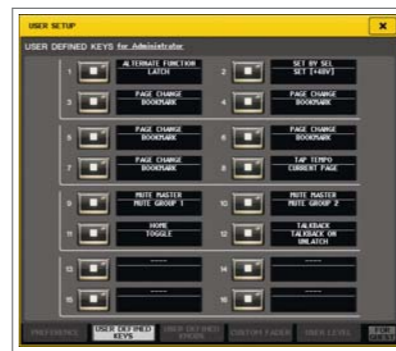 USER SETUP
USER DEFINED KEYS for Administrator
1 ALTERNATE FUNCTION
LATCH
2 SET BY SEL
SET [+48V]
3 PAGE CHANGE
BOOKMARK
4 PAGE CHANGE
BOOKMARK
5 PAGE CHANGE
BOOKMARK
6 PAGE CHANGE
BOOKMARK
7 PAGE CHANGE
BOOKMARK
8 TAP TEMPO
CURRENT PAGE
9 MUTE MASTER
MUTE GROUP 1
10 MUTE MASTER
MUTE GROUP 2
11 HOME
TOGGLE
12 TALKBACK
TALKBACK ON
UNLATCH
13 ----
14 ----
15 ----
16 ----
PREFERENCE
USER DEFINED
KEYS
USER DEFINED
KNOBS
CUSTOM FADER
USER LEVEL
FOR
GUEST